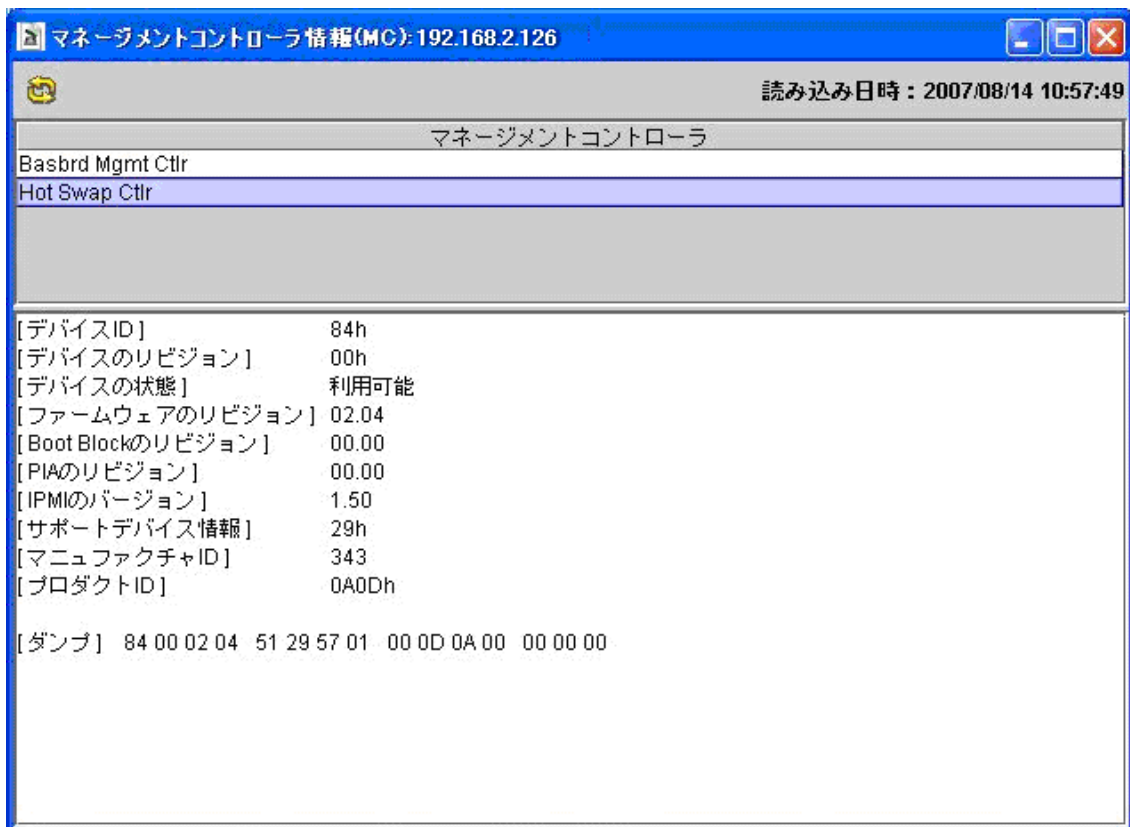 マネージメントコントローラ情報(MC):192.168.2.126
読み込み日時：2007/08/14 10:57:49
マネージメントコントローラ
Basbrd Mgmt Ctlr
Hot Swap Ctlr
[デバイスID] 84h
[デバイスのリビジョン] 00h
[デバイスの状態] 利用可能
[ファームウェアのリビジョン] 02.04
[Boot Blockのリビジョン] 00.00
[PIAのリビジョン] 00.00
[IPMIのバージョン] 1.50
[サポートデバイス情報] 29h
[マニュファクチャID] 343
[プロダクトID] 0A0Dh
[ダンプ] 84 00 02 04 51 29 57 01 00 0D 0A 00 00 00 00